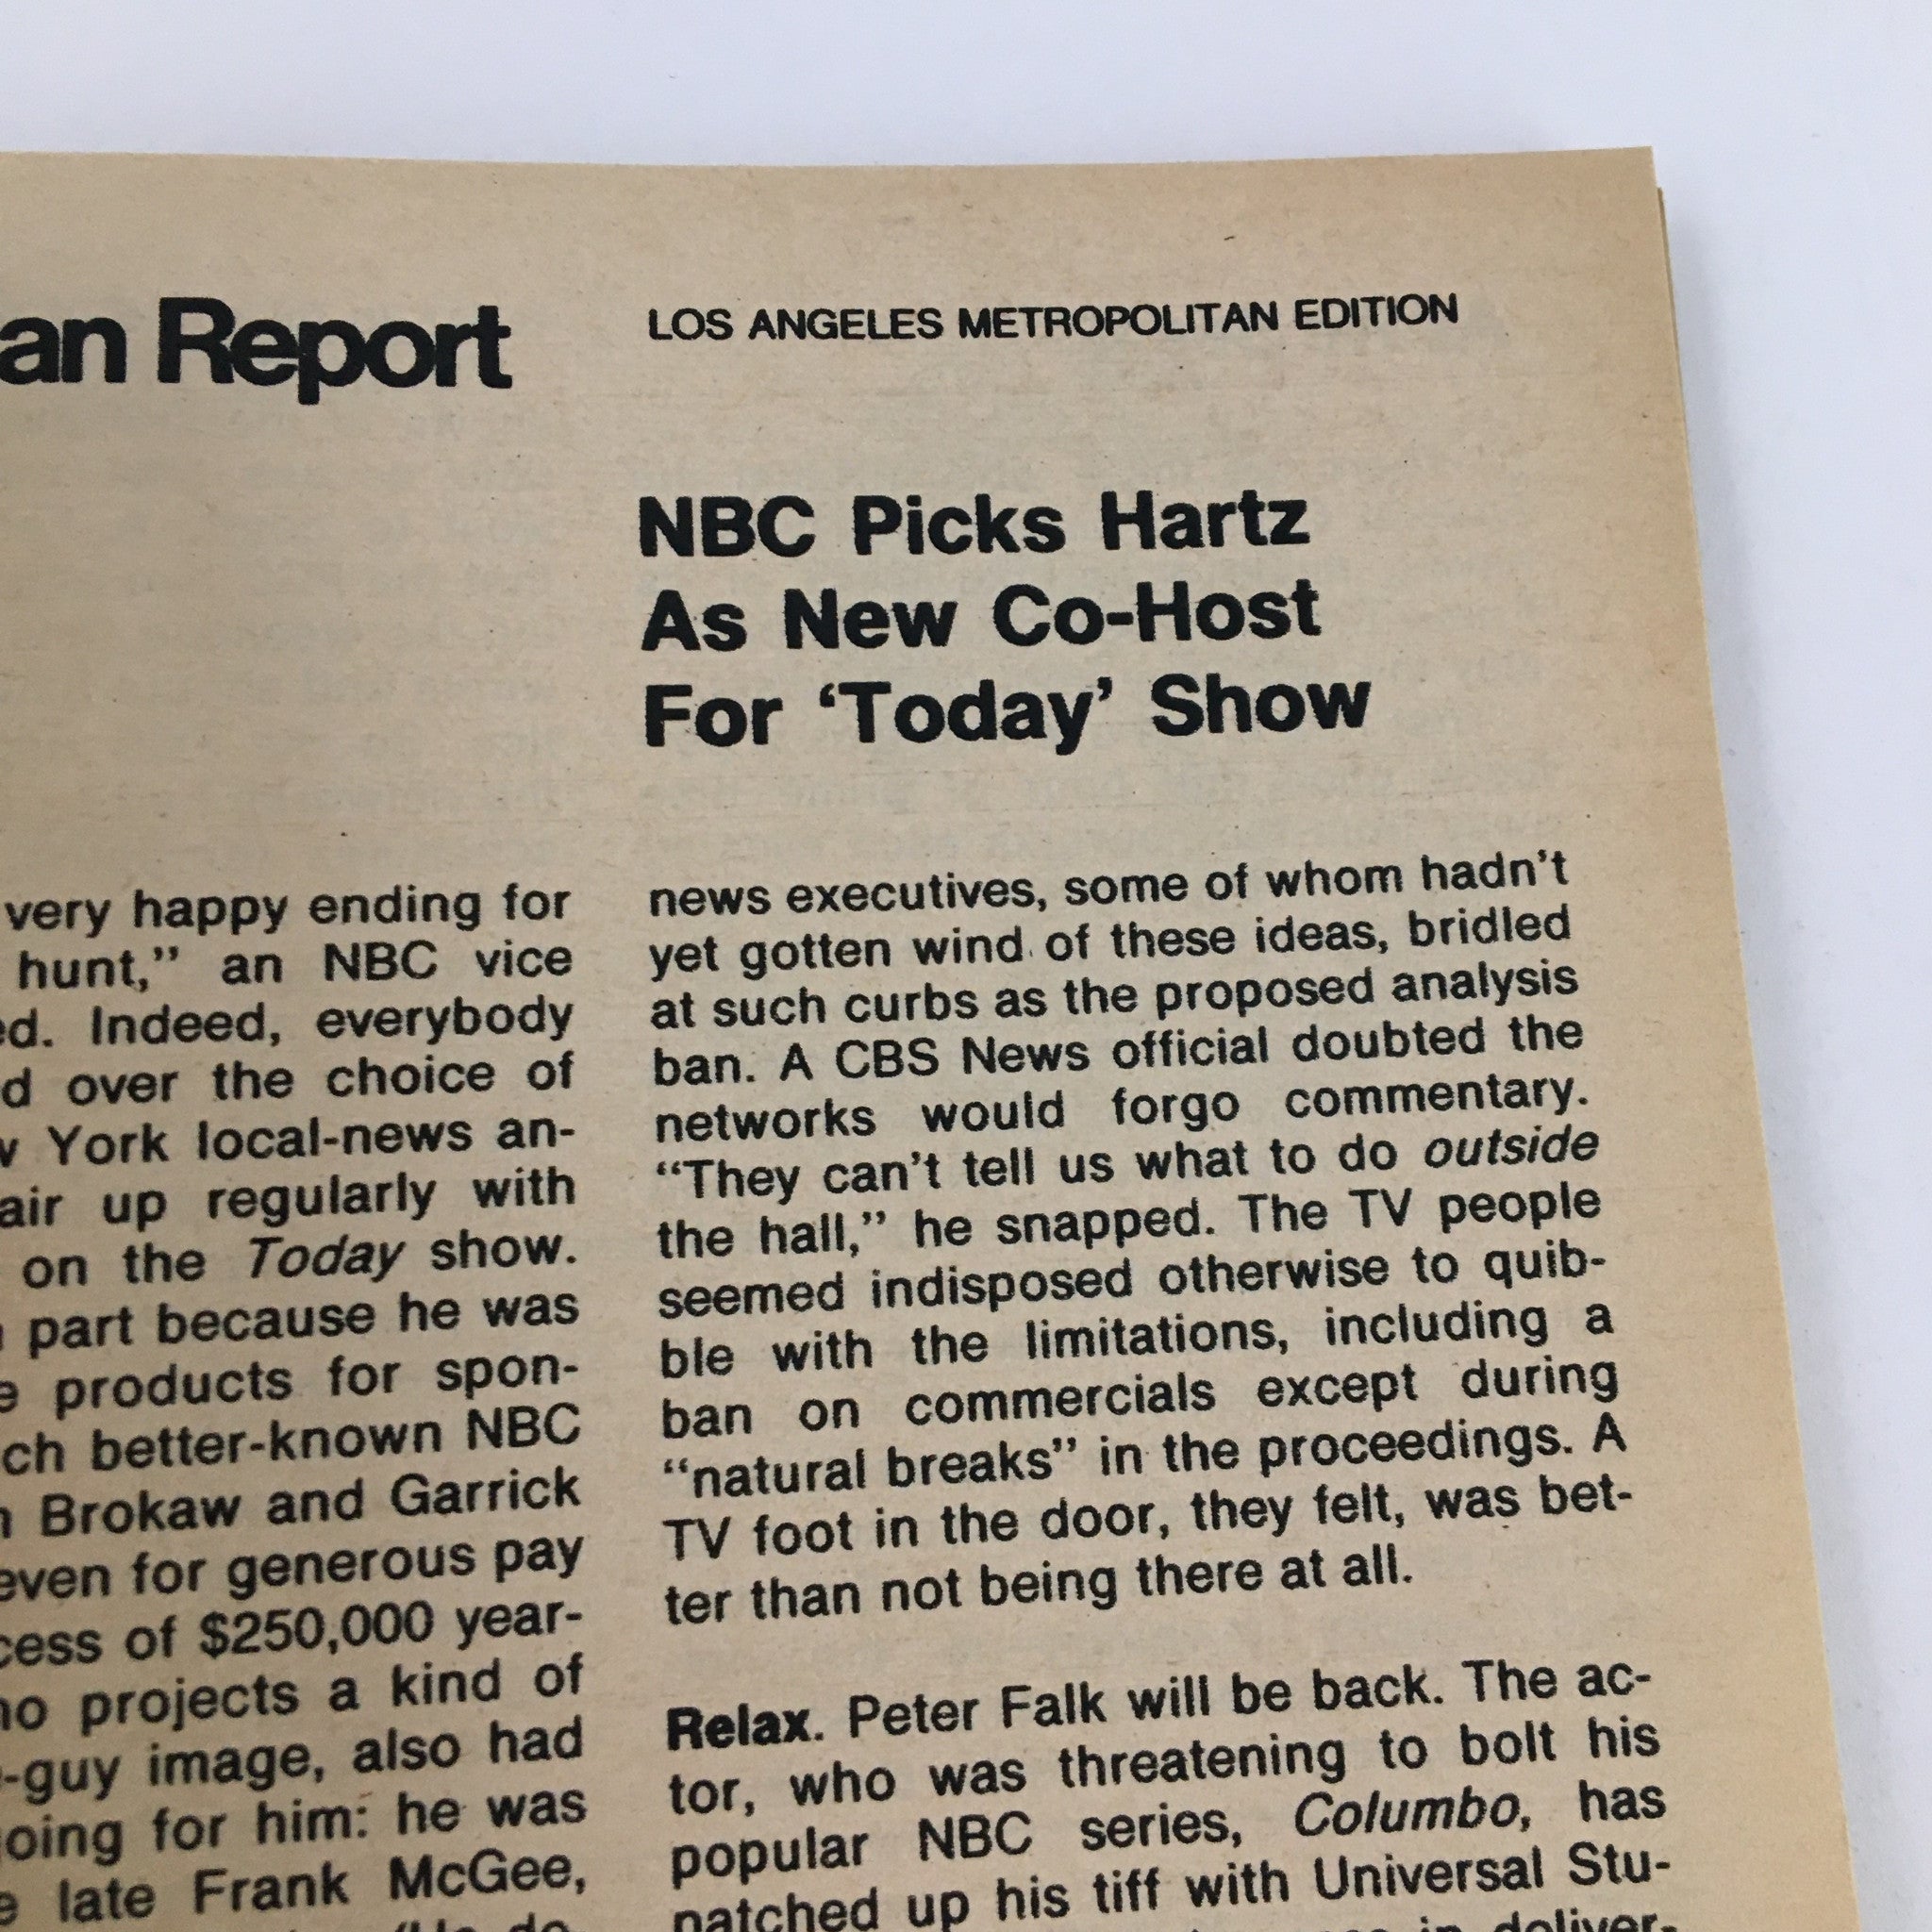 an Report
LOS ANGELES METROPOLITAN EDITION
NBC Picks Hartz
As New Co-Host
For ‘Today’ Show
very happy ending for
hunt,” an NBC vice
ed. Indeed, everybody
d over the choice of
w York local-news an-
air up regularly with
on the Today show.
part because he was
e products for spon-
ch better-known NBC
n Brokaw and Garrick
even for generous pay
cess of $250,000 year-
ho projects a kind of
-guy image, also had
going for him: he was
e late Frank McGee,
news executives, some of whom hadn’t
yet gotten wind of these ideas, bridled
at such curbs as the proposed analysis
ban. A CBS News official doubted the
networks would forgo commentary.
“They can’t tell us what to do outside
the hall,” he snapped. The TV people
seemed indisposed otherwise to quib-
ble with the limitations, including a
ban on commercials except during
“natural breaks” in the proceedings. A
TV foot in the door, they felt, was bet-
ter than not being there at all.
Relax. Peter Falk will be back. The ac-
tor, who was threatening to bolt his
popular NBC series, Columbo, has
patched up his tiff with Universal Stu-
in deliver-